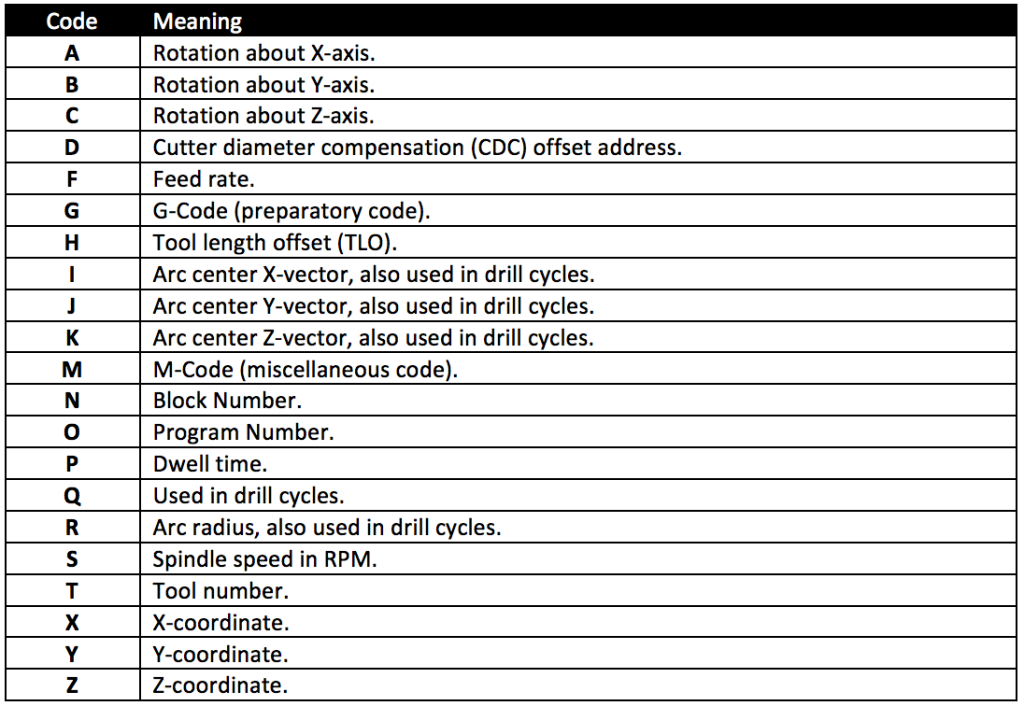 Code Meaning
A Rotation about X-axis.
B Rotation about Y-axis.
C Rotation about Z-axis.
D Cutter diameter compensation (CDC) offset address.
F Feed rate.
G G-Code (preparatory code).
H Tool length offset (TLO).
I Arc center X-vector, also used in drill cycles.
J Arc center Y-vector, also used in drill cycles.
K Arc center Z-vector, also used in drill cycles.
M M-Code (miscellaneous code).
N Block Number.
O Program Number.
P Dwell time.
Q Used in drill cycles.
R Arc radius, also used in drill cycles.
S Spindle speed in RPM.
T Tool number.
X X-coordinate.
Y Y-coordinate.
Z Z-coordinate.